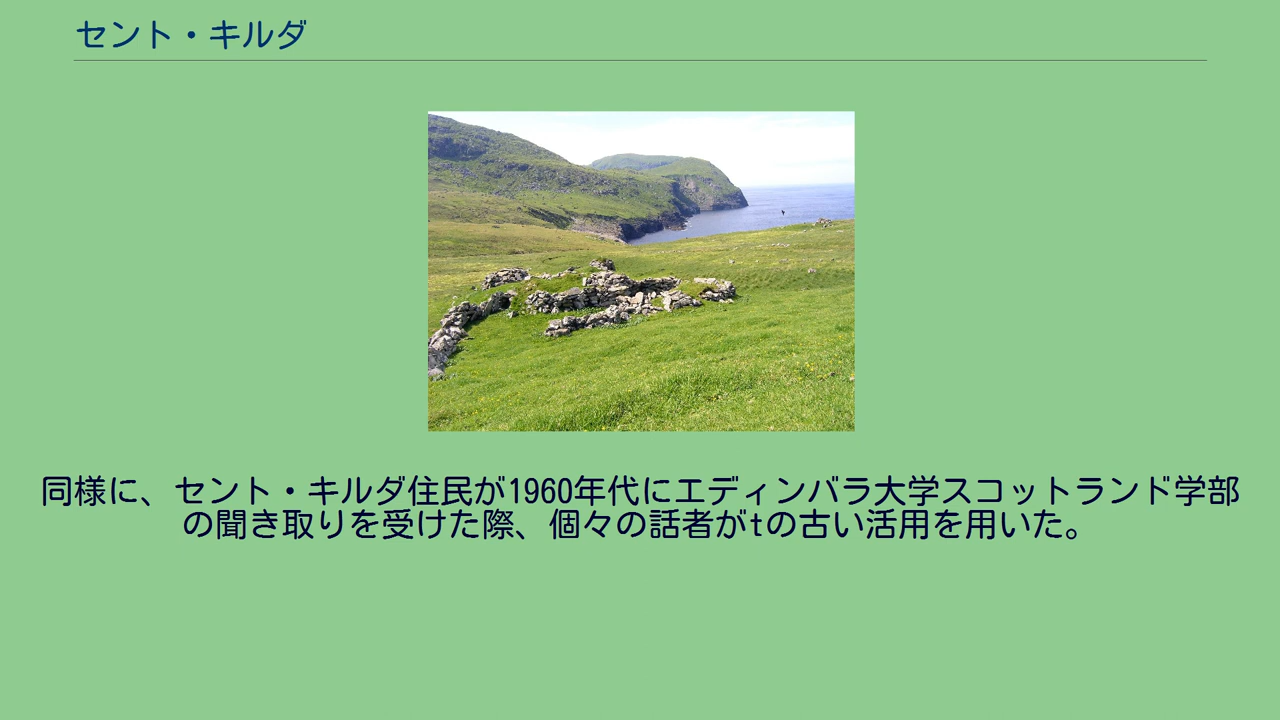 セント・キルダ
同様に、セント・キルダ住民が1960年代にエディンバラ大学スコットランド学部
の聞き取りを受けた際、個々の話者がtの古い活用を用いた。